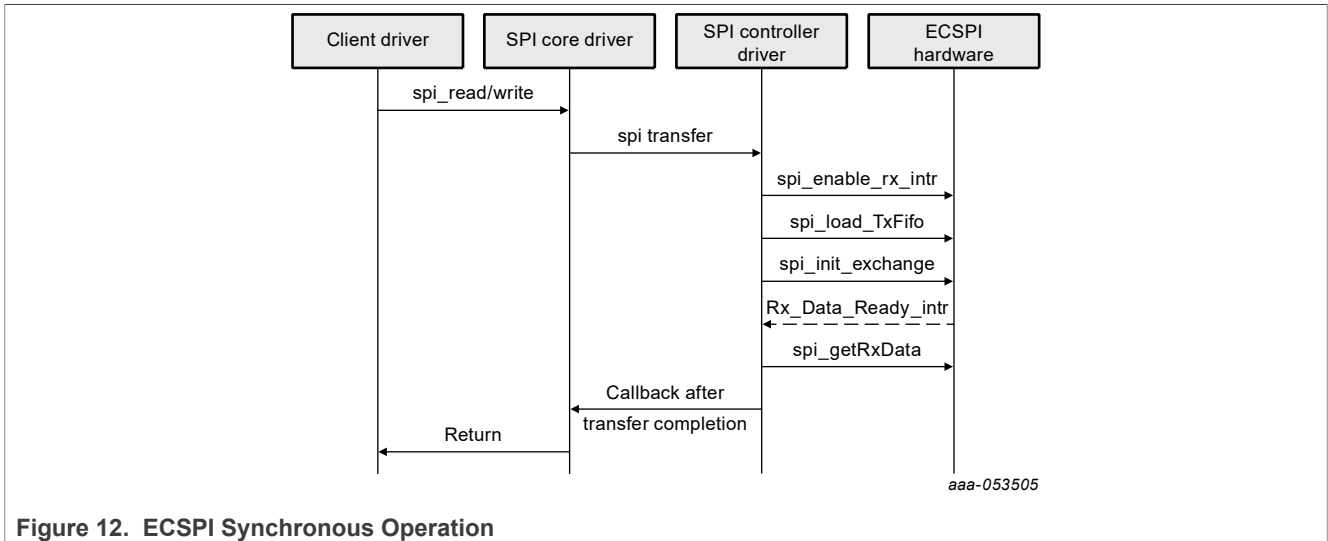 Client driver
SPI core driver
SPI controller
driver
ECSPI
hardware
spi_read/write
spi transfer
spi_enable_rx_intr
spi_load_TxFifo
spi_init_exchange
Rx_Data_Ready_intr
spi_getRxData
Callback after
transfer completion
Return
aaa-053505
Figure 12. ECSPI Synchronous Operation